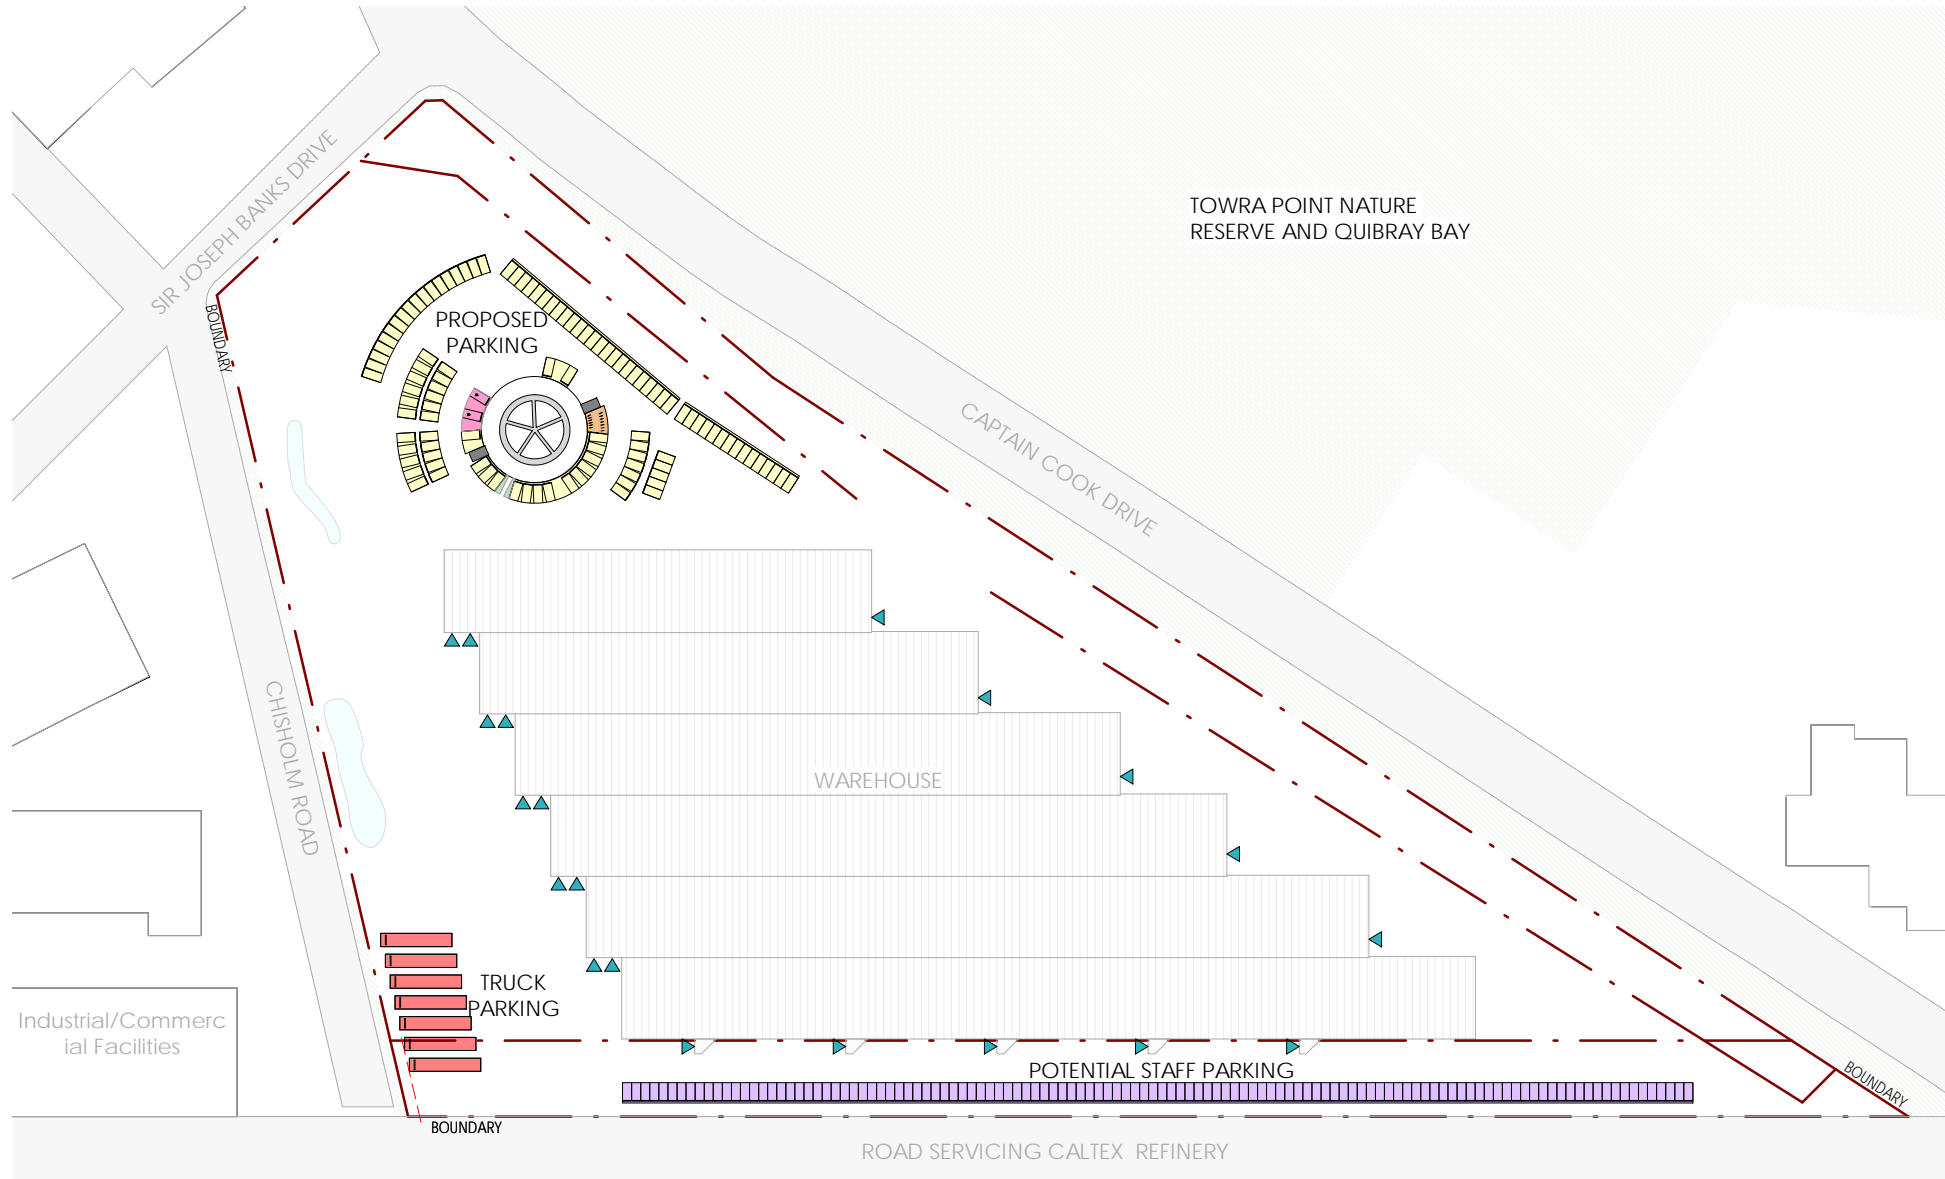 SIR JOSEPH BANKS DRIVE
TOWRA POINT NATURE
RESERVE AND QUIBRAY BAY
BOUNDARY
PROPOSED
PARKING
CAPTAIN COOK DRIVE
CHISHOLM ROAD
WAREHOUSE
TRUCK
PARKING
Industrial/Commerc
ial Facilities
POTENTIAL STAFF PARKING
BOUNDARY
BOUNDARY
ROAD SERVICING CALTEX REFINERY